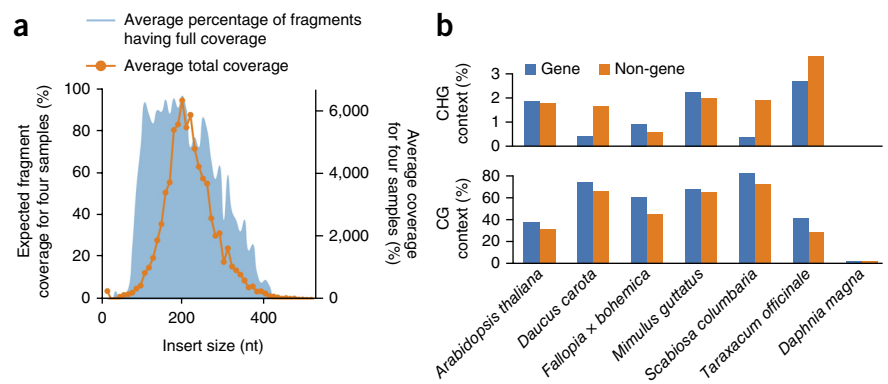 a
Average percentage of fragments
having full coverage
Average total coverage
Expected fragment
coverage for four samples (%)
100
80
60
40
20
0
6,000
4,000
2,000
0
Average coverage
for four samples
(%)
0
200
400
Insert size (nt)
b
Gene
Non-gene
CHG
context (%)
3
2
1
0
CG
context (%)
80
60
40
20
0
Arabidopsis thaliana
Daucus carota
Fallopia × bohemica
Mimulus guttatus
Scabiosa columbaria
Taraxacum officinale
Daphnia magna